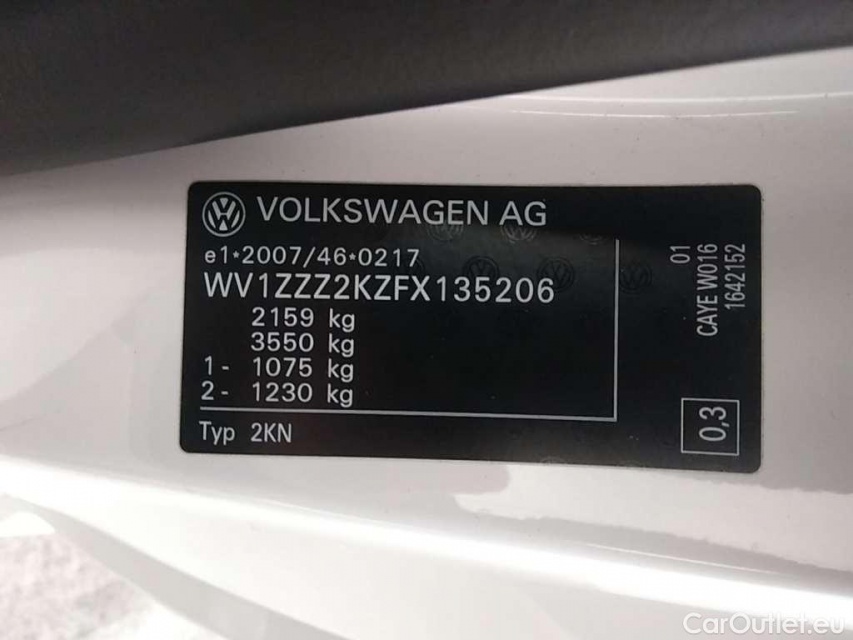 VOLKSWAGEN AG
e1*2007/46*0217
WV1ZZZ2KZFX135206
2159 kg
3550 kg
1- 1075 kg
2- 1230 kg
Typ 2KN
01
CAYE W016
1642152
0,3
CarOutlet.eu